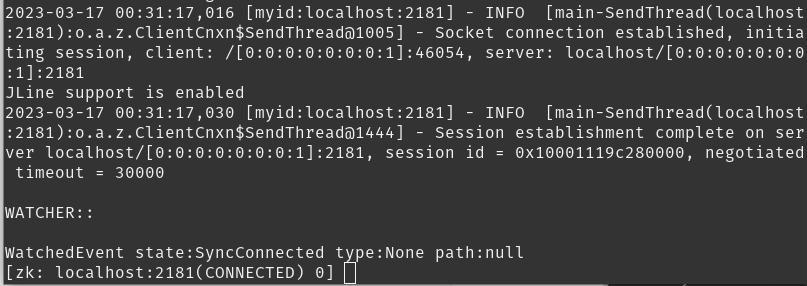 2023-03-17 00:31:17,016 [myid:localhost:2181] - INFO  [main-SendThread(localhost
:2181):o.a.z.ClientCnxn$SendThread@1005] - Socket connection established, initia
ting session, client: /[0:0:0:0:0:0:0:1]:46054, server: localhost/[0:0:0:0:0:0:0
:1]:2181
JLine support is enabled
2023-03-17 00:31:17,030 [myid:localhost:2181] - INFO  [main-SendThread(localhost
:2181):o.a.z.ClientCnxn$SendThread@1444] - Session establishment complete on ser
ver localhost/[0:0:0:0:0:0:0:1]:2181, session id = 0x10001119c280000, negotiated
 timeout = 30000
WATCHER::
WatchedEvent state:SyncConnected type:None path:null
[zk: localhost:2181(CONNECTED) 0]